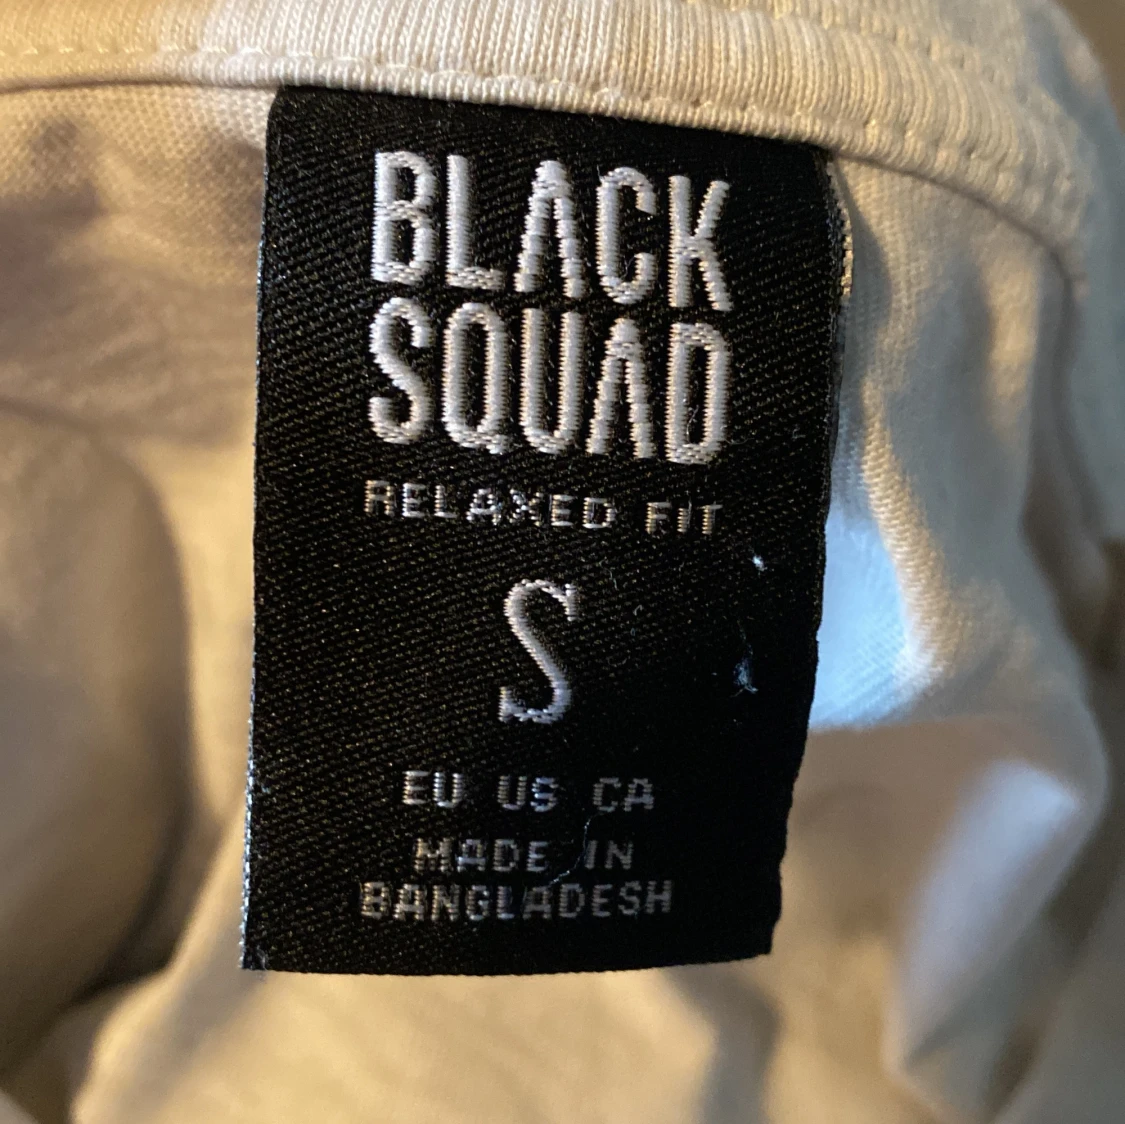 BLACK
SQUAD
RELAXED FIT
S
EU US CA
MADE IN
BANGLADESH